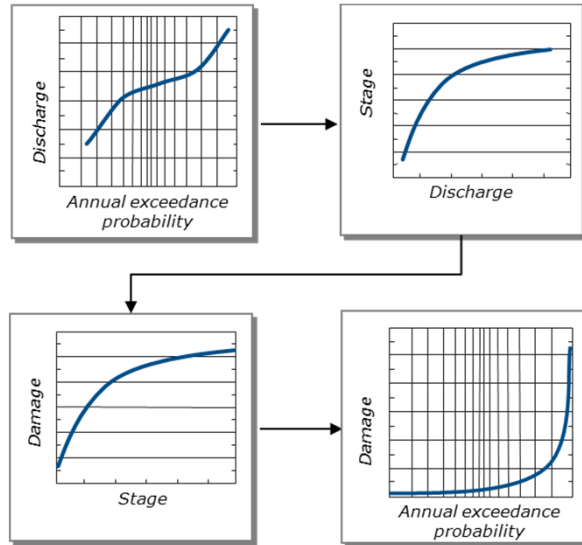 Discharge
Annual exceedance
probability
Stage
Discharge
Damage
Stage
Damage
Annual exceedance
probability